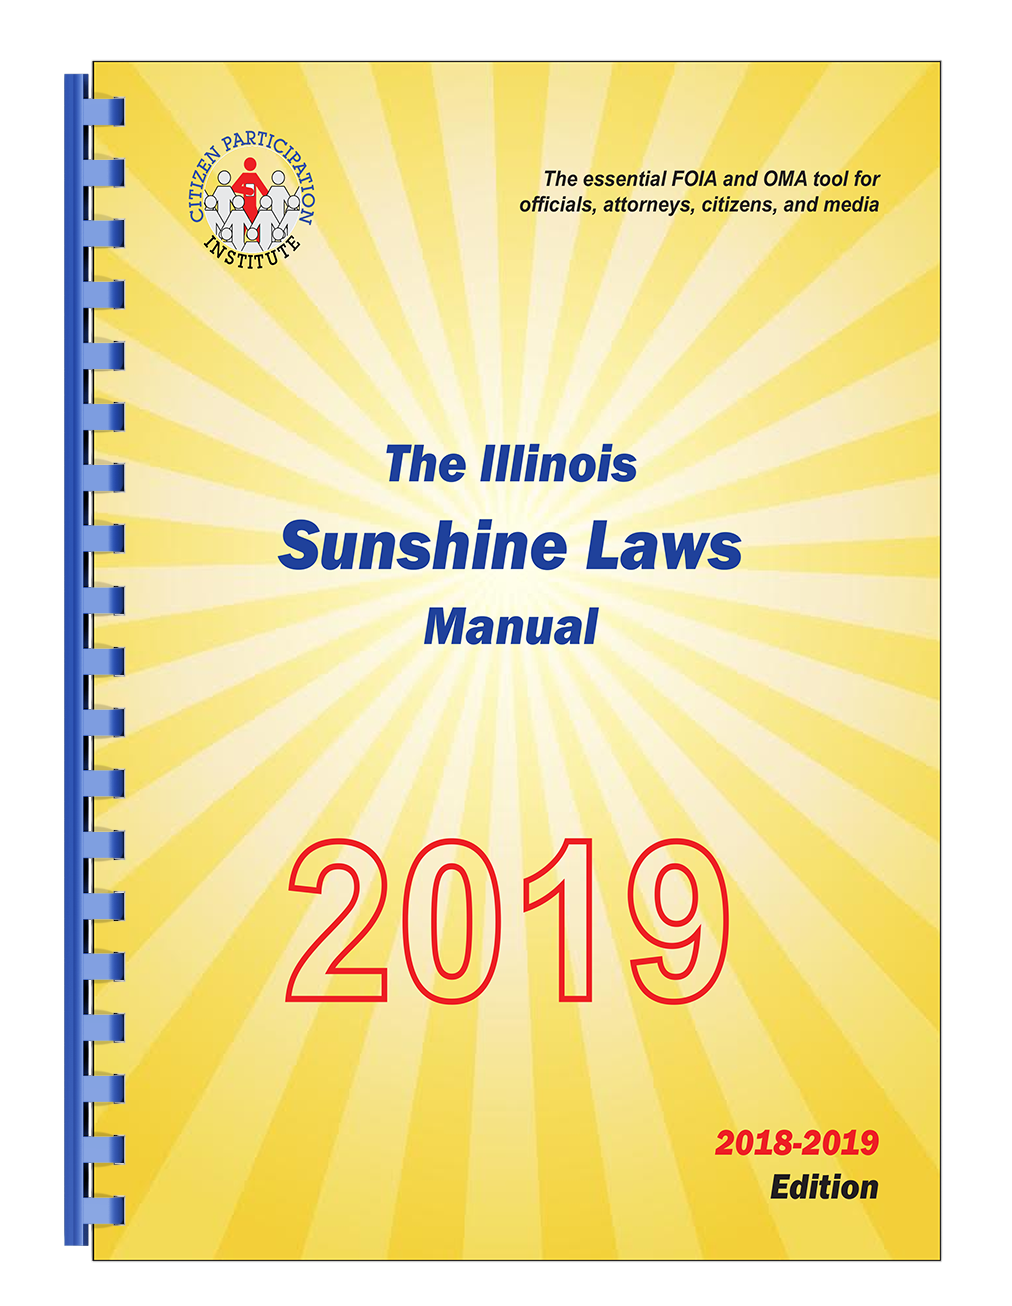 CITIZEN PARTICIPATION
INSTITUTE
The essential FOIA and OMA tool for
officials, attorneys, citizens, and media
The Illinois
Sunshine Laws
Manual
2019
2018-2019
Edition